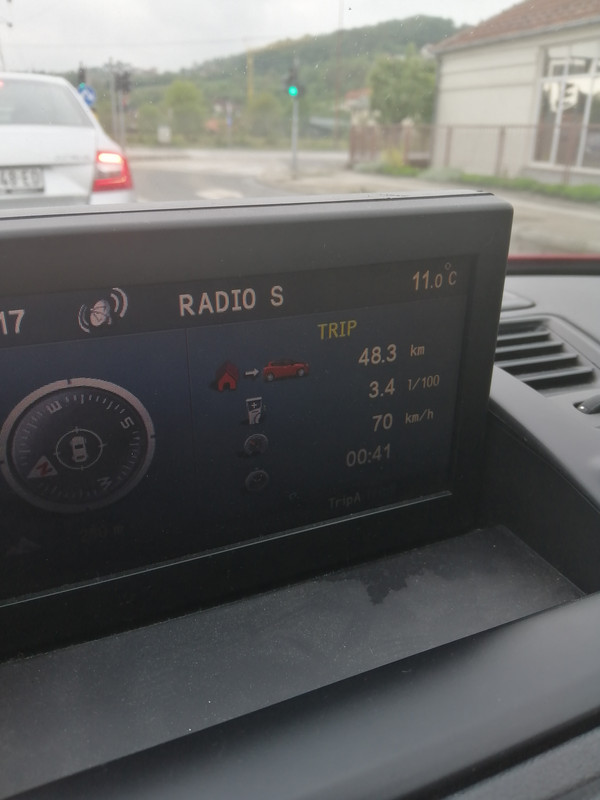 17
RADIO S
11.0°C
TRIP
48.3 km
3.4 l/100
70 km/h
00:41
TripA
E
S
N
W